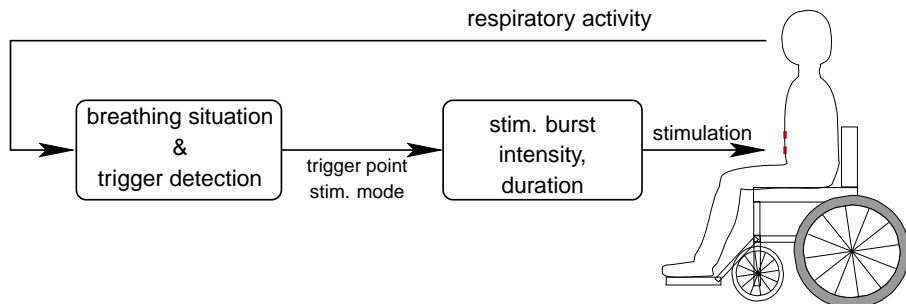 respiratory activity
breathing situation
&
trigger detection
trigger point
stim. mode
stim. burst
intensity,
duration
stimulation